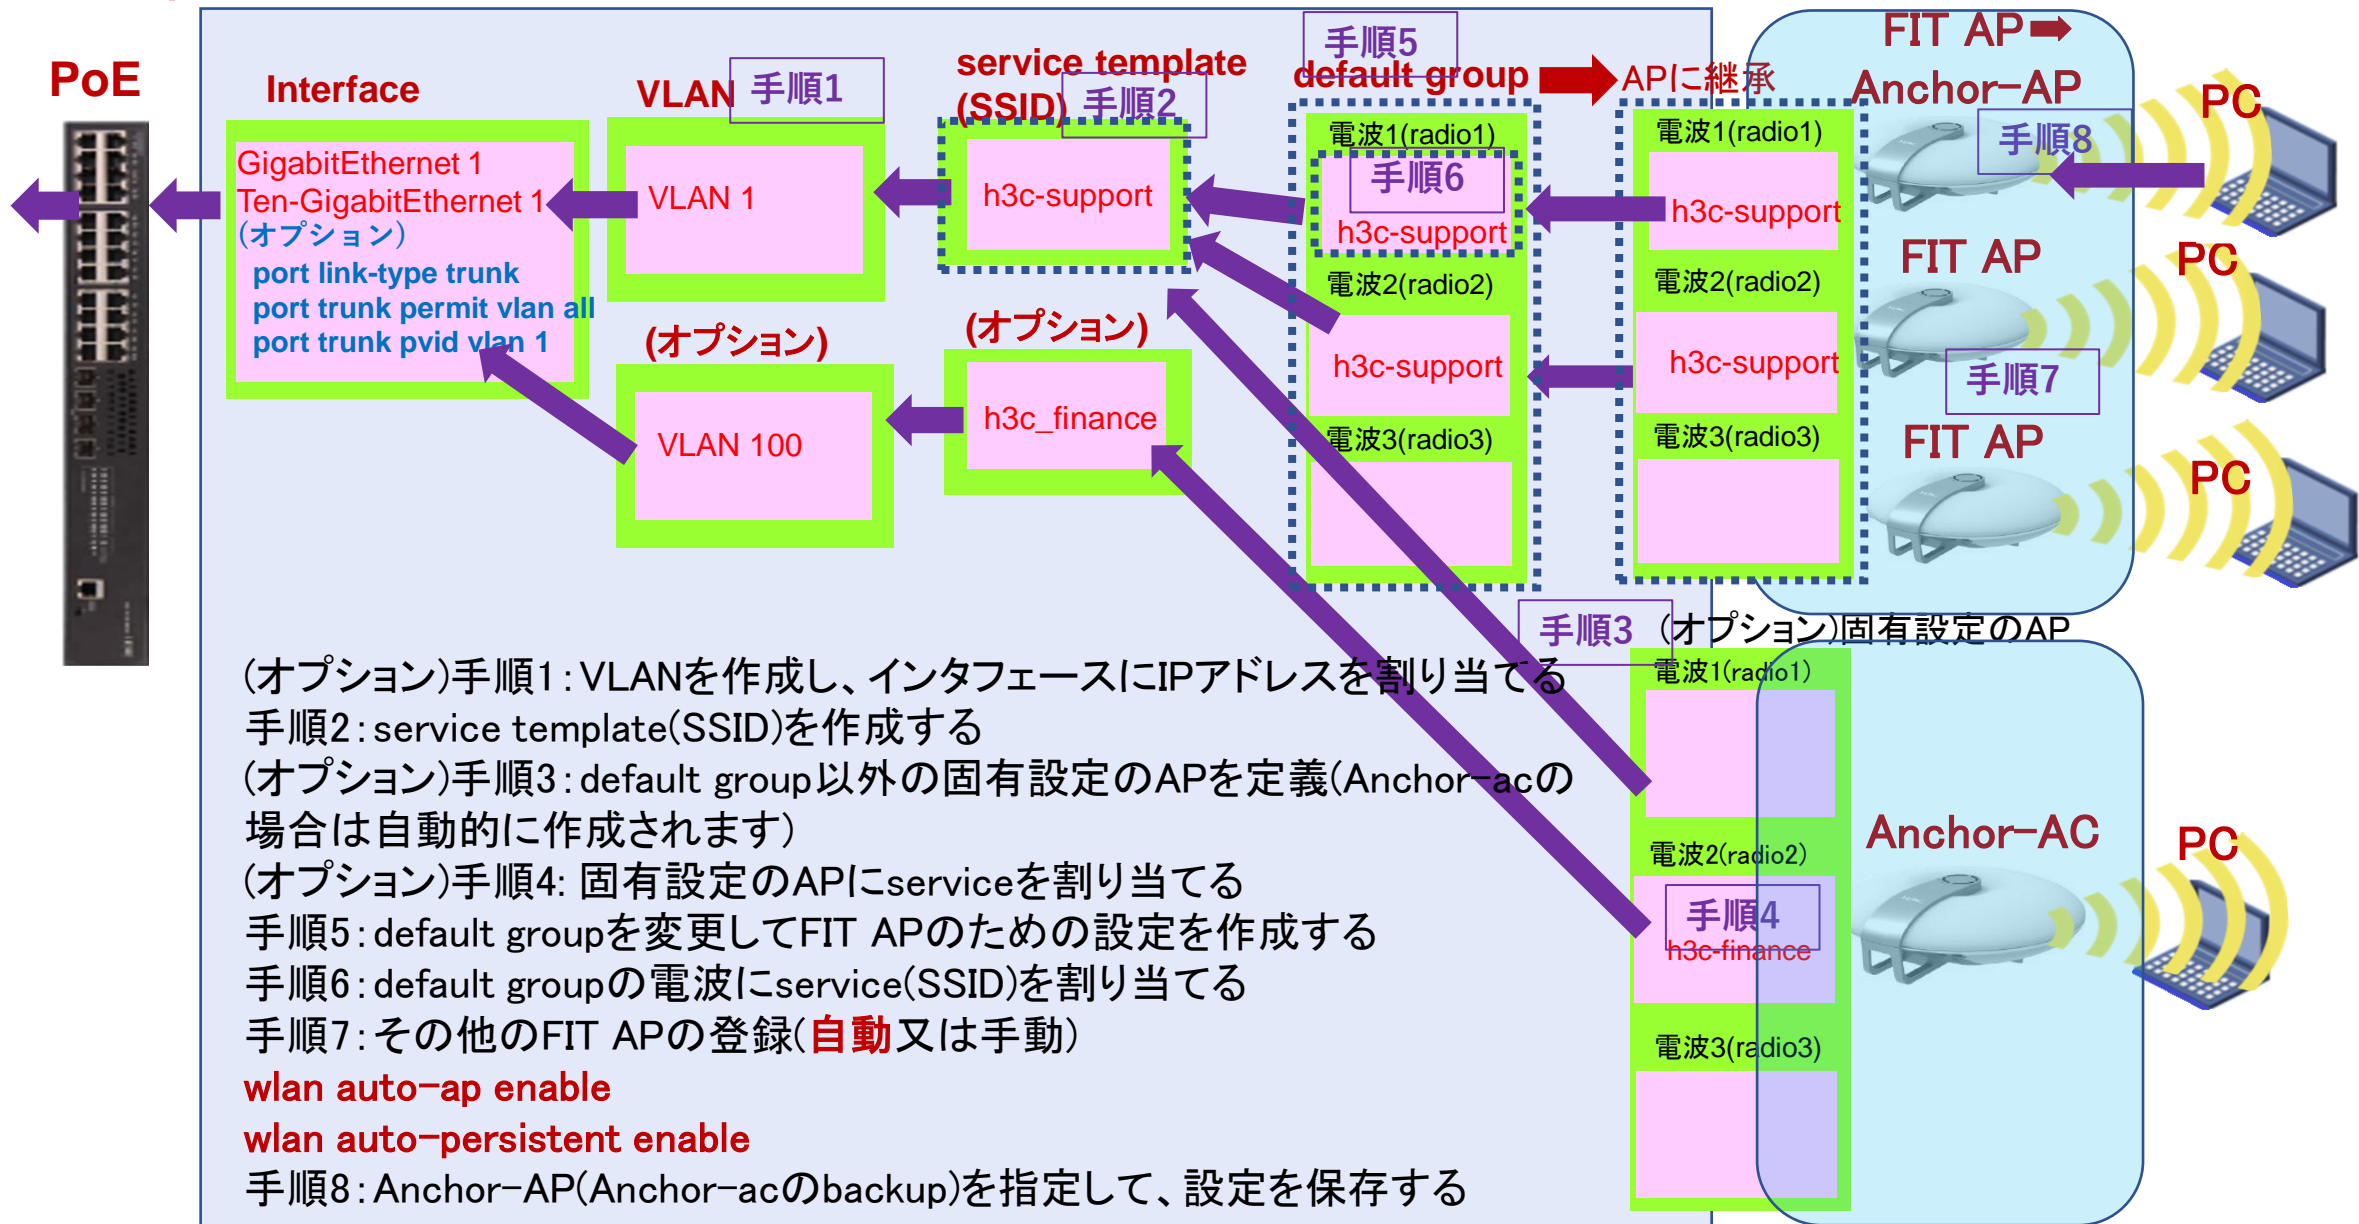 PoE
Interface
GigabitEthernet 1
Ten-GigabitEthernet 1
(オプション)
port link-type trunk
port trunk permit vlan all
port trunk pvid vlan 1
VLAN
手順1
VLAN 1
(オプション)
VLAN 100
service template
(SSID)
手順2
h3c-support
(オプション)
h3c_finance
手順5
default group
電波1(radio1)
手順6
h3c-support
電波2(radio2)
h3c-support
電波3(radio3)
APに継承
電波1(radio1)
h3c-support
電波2(radio2)
h3c-support
電波3(radio3)
FIT AP
Anchor-AP
手順8
PC
FIT AP
PC
手順7
FIT AP
PC
手順3
(オプション)固有設定のAP
電波1(radio1)
電波2(radio2)
手順4
h3c-finance
電波3(radio3)
Anchor-AC
PC
(オプション)手順1:VLANを作成し、インタフェースにIPアドレスを割り当てる
手順2:service template(SSID)を作成する
(オプション)手順3:default group以外の固有設定のAPを定義(Anchor-acの
場合は自動的に作成されます)
(オプション)手順4: 固有設定のAPにserviceを割り当てる
手順5:default groupを変更してFIT APのための設定を作成する
手順6:default groupの電波にservice(SSID)を割り当てる
手順7:その他のFIT APの登録(自動又は手動)
wlan auto-ap enable
wlan auto-persistent enable
手順8:Anchor-AP(Anchor-acのbackup)を指定して、設定を保存する